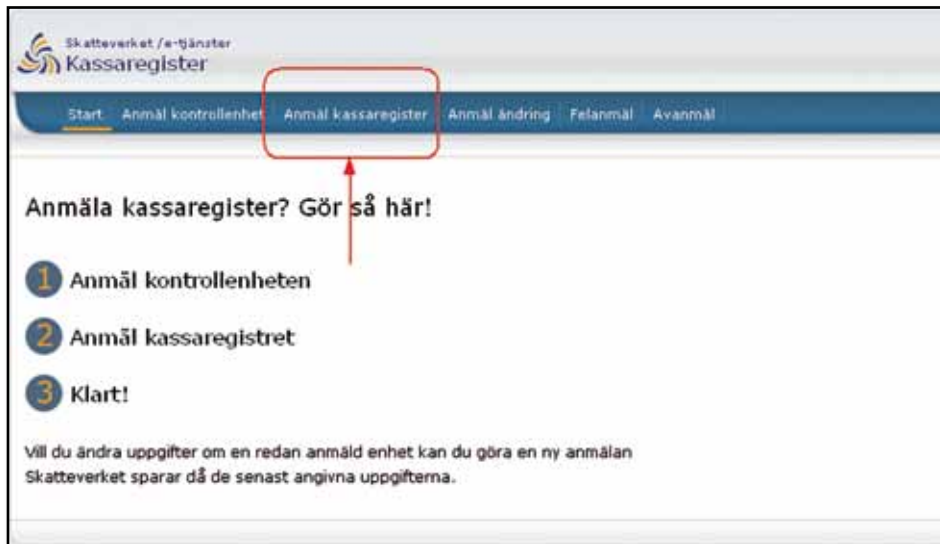 Skatteverket/e-tjänster
Kassaregister
Start Anmäl kontrollenhet Anmäl kassaregister Anmäl ändring Felanmäl Avanmäl
Anmäla kassaregister? Gör så här!
1 Anmäl kontrollenheten
2 Anmäl kassaregistret
3 Klart!
Vill du ändra uppgifter om en redan anmäld enhet kan du göra en ny anmälan
Skatteverket sparar då de senast angivna uppgifterna.